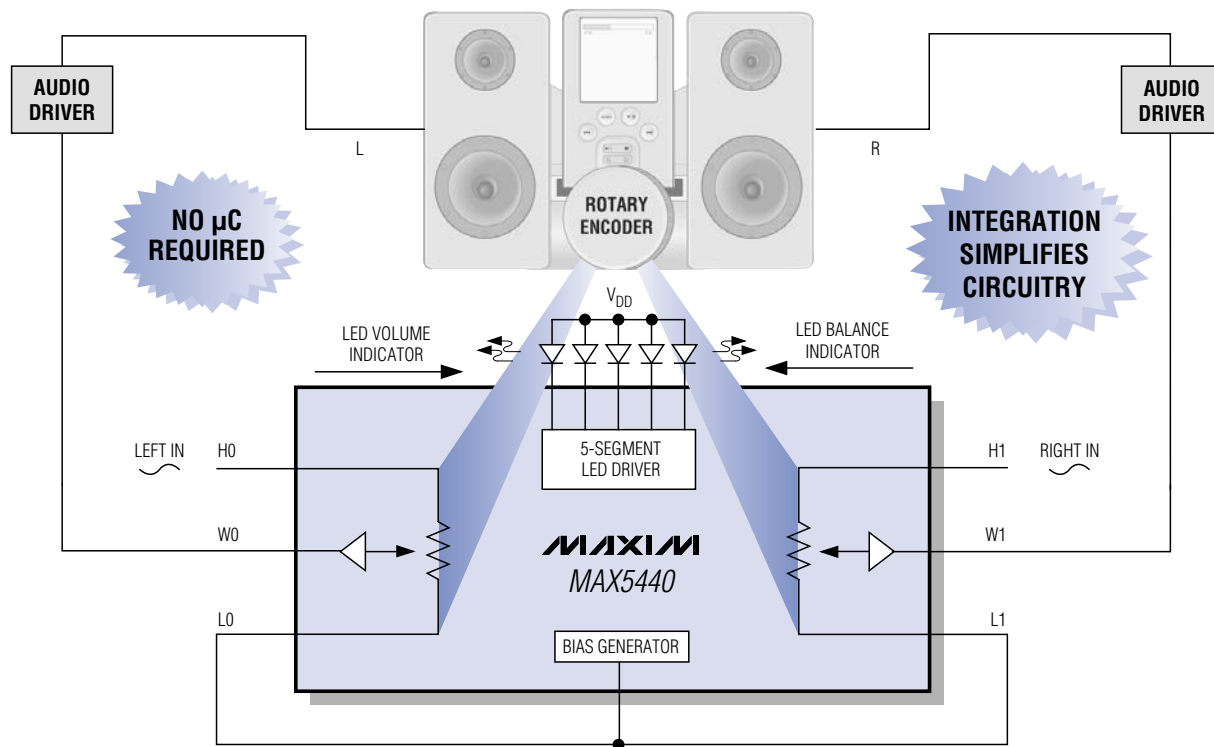 AUDIO
DRIVER
AUDIO
DRIVER
L
R
ROTARY
ENCODER
NO µC
REQUIRED
INTEGRATION
SIMPLIFIES
CIRCUITRY
VDD
LED VOLUME
INDICATOR
LED BALANCE
INDICATOR
5-SEGMENT
LED DRIVER
LEFT IN
H0
H1
RIGHT IN
W0
W1
MAXIM
MAX5440
L0
L1
BIAS GENERATOR